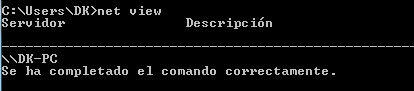 C:\Users\DK>net view
Servidor Descripción
\\DK-PC
Se ha completado el comando correctamente.